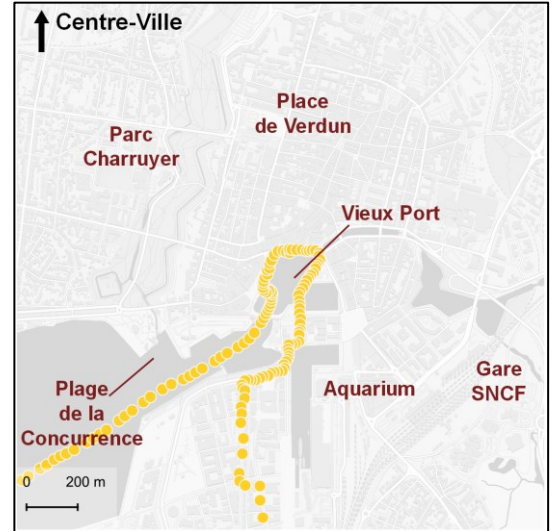 Centre-Ville
Place
de Verdun
Parc
Charruyer
Vieux Port
Plage
de la
Concurrence
Aquarium
Gare
SNCF
0
200 m